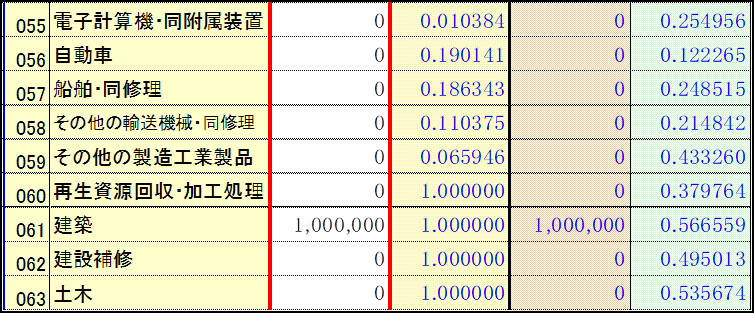 055 電子計算機・同附属装置 0 0.010384 0 0.254956
056 自動車 0 0.190141 0 0.122265
057 船舶・同修理 0 0.186343 0 0.248515
058 その他の輸送機械・同修理 0 0.110375 0 0.214842
059 その他の製造工業製品 0 0.065946 0 0.433260
060 再生資源回収・加工処理 0 1.000000 0 0.379764
061 建築 1,000,000 1.000000 1,000,000 0.566559
062 建設補修 0 1.000000 0 0.495013
063 土木 0 1.000000 0 0.535674